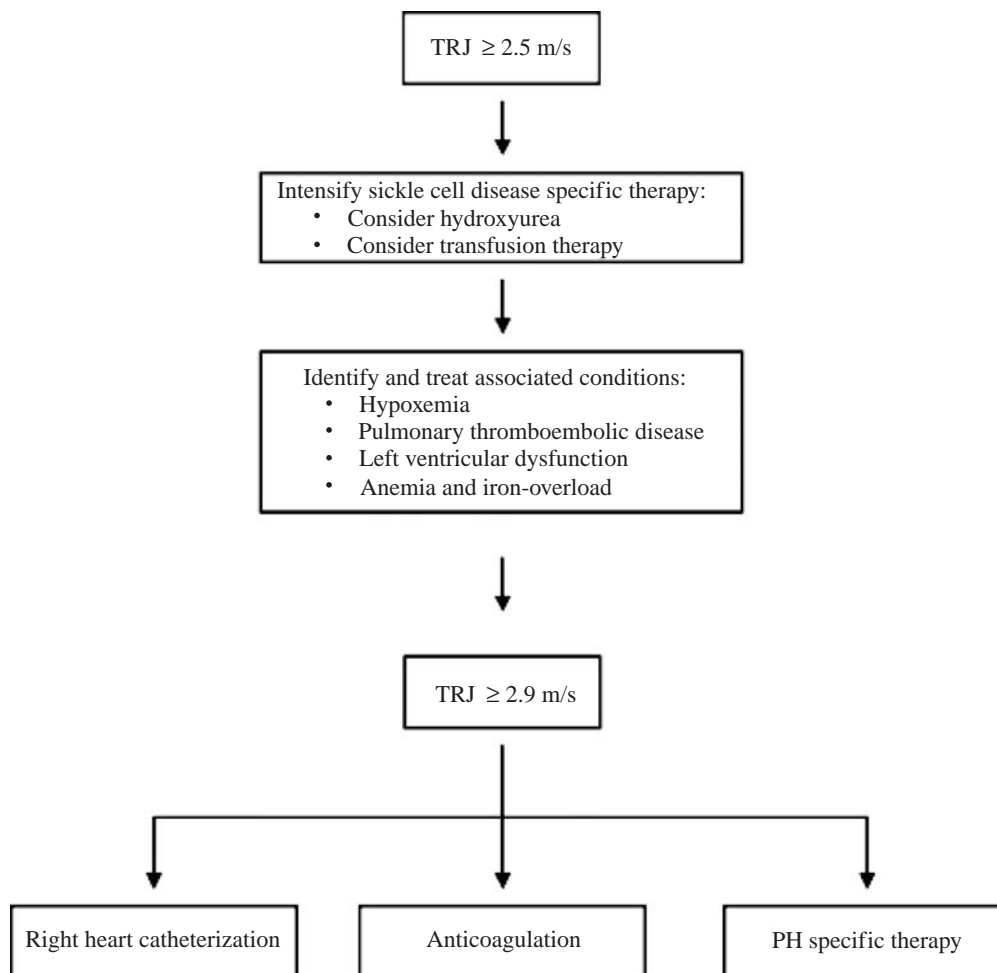 TRJ ≥ 2.5 m/s
Intensify sickle cell disease specific therapy:
• Consider hydroxyurea
• Consider transfusion therapy
Identify and treat associated conditions:
• Hypoxemia
• Pulmonary thromboembolic disease
• Left ventricular dysfunction
• Anemia and iron-overload
TRJ ≥ 2.9 m/s
Right heart catheterization
Anticoagulation
PH specific therapy